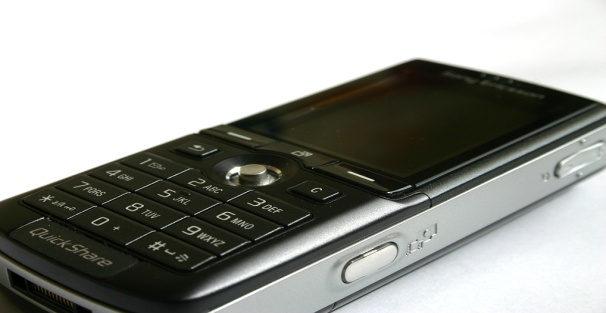 Sony Ericsson
C
1
2 ABC
3 DEF
4 GHI
5 JKL
6 MNO
7 PQRS
8 TUV
9 WXYZ
* a/A
0 +
#
QuickShare